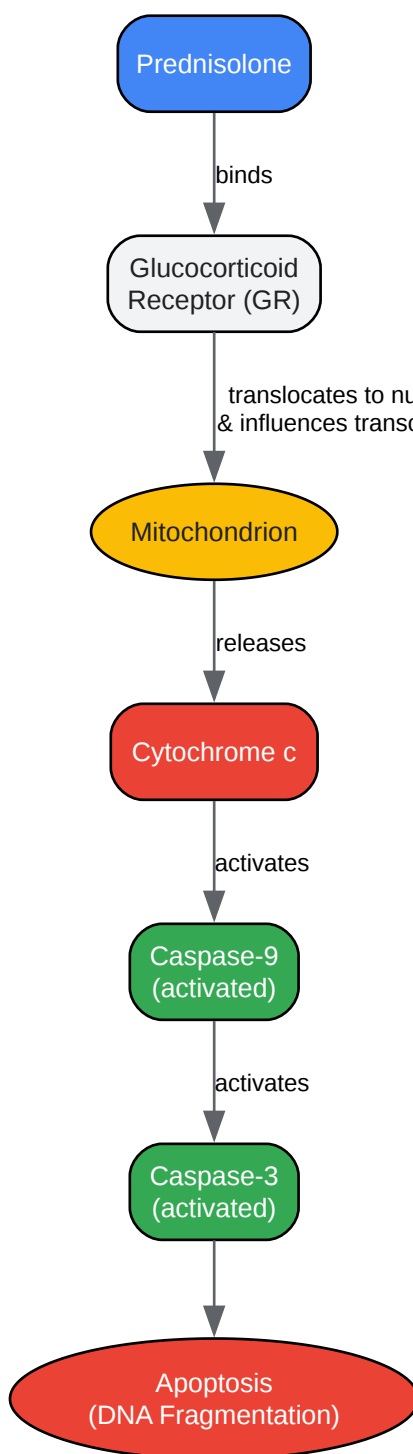 Prednisolone
binds
Glucocorticoid
Receptor (GR)
translocates to
& influences
Mitochondrion
releases
Cytochrome c
activates
Caspase-9
(activated)
activates
Caspase-3
(activated)
Apoptosis
(DNA Fragmentation)